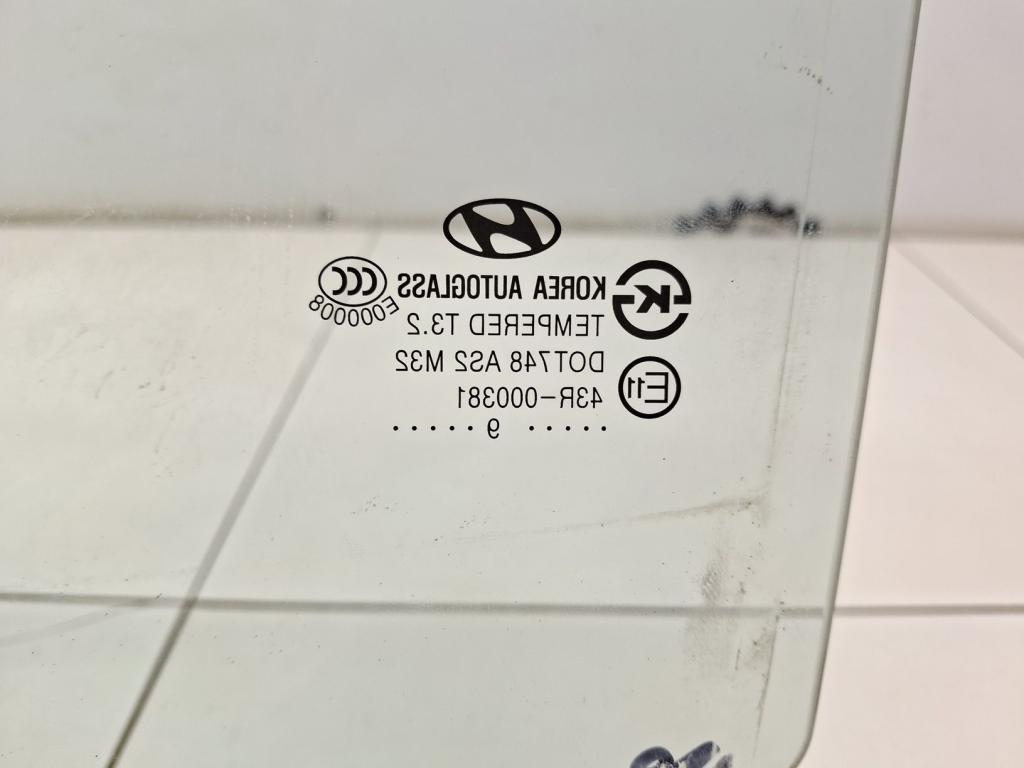 KOREA AUTOGLASS
CCC
E000008
K
TEMPERED T3.2
DOT748 AS2 M32
E11
43R-000381
. . . . . 9 . . . . . .